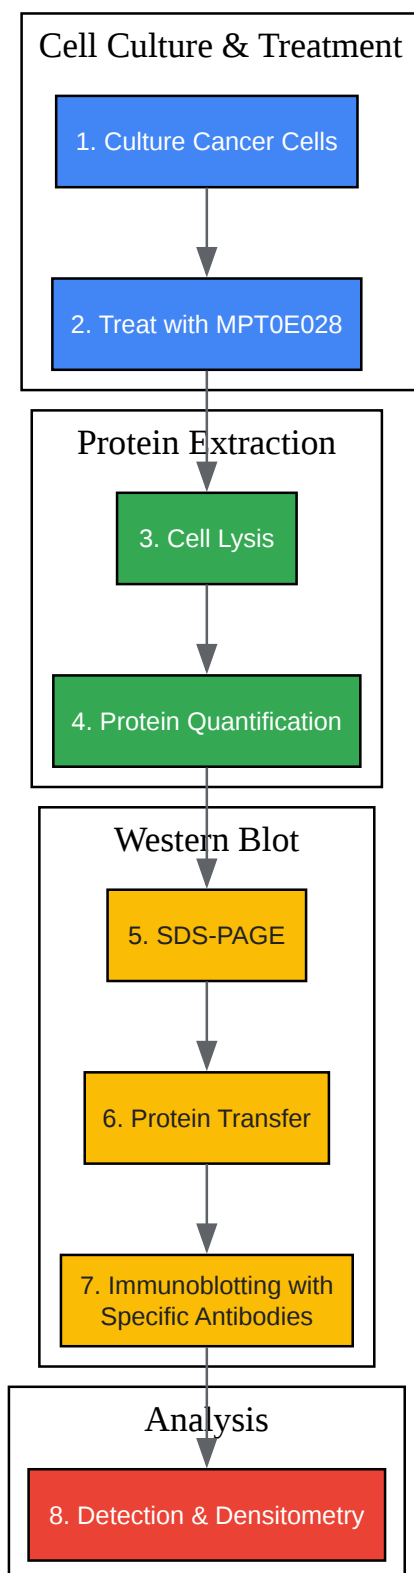 Cell Culture & Treatment
1. Culture Cancer Cells
2. Treat with MPT0E028
Protein Extraction
3. Cell Lysis
4. Protein Quantification
Western Blot
5. SDS-PAGE
6. Protein Transfer
7. Immunoblotting with
Specific Antibodies
Analysis
8. Detection & Densitometry